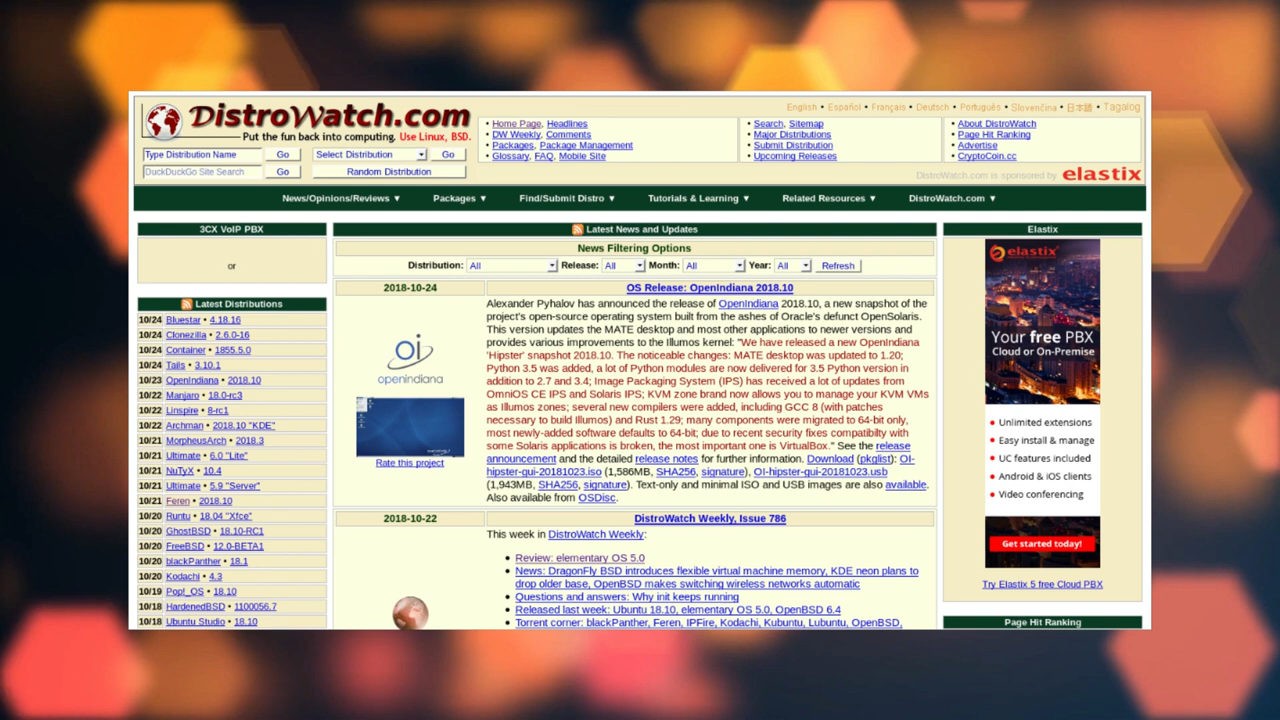 DistroWatch.com
Put the fun back into computing. Use Linux, BSD.
English • Español • Français • Deutsch • Português • Slovenčina • 日本語 • Tagalog
Type Distribution Name Go Select Distribution Go
DuckDuckGo Site Search Go Random Distribution
• Home Page, Headlines
• DW Weekly, Comments
• Packages, Package Management
• Glossary, FAQ, Mobile Site
• Search, Sitemap
• Major Distributions
• Submit Distribution
• Upcoming Releases
• About DistroWatch
• Page Hit Ranking
• Advertise
• CryptoCoin.cc
DistroWatch.com is sponsored by elastix
News/Opinions/Reviews ▼ Packages ▼ Find/Submit Distro ▼ Tutorials & Learning ▼ Related Resources ▼ DistroWatch.com ▼
3CX VoIP PBX
or
Latest Distributions
10/24 Bluestar • 4.18.16
10/24 Clonezilla • 2.6.0-16
10/24 Container • 1855.5.0
10/24 Tails • 3.10.1
10/23 OpenIndiana • 2018.10
10/22 Manjaro • 18.0-rc3
10/22 Linspire • 8-rc1
10/22 Archman • 2018.10 "KDE"
10/21 MorpheusArch • 2018.3
10/21 Ultimate • 6.0 "Lite"
10/21 NuTyX • 10.4
10/21 Ultimate • 5.9 "Server"
10/21 Feren • 2018.10
10/20 Runtu • 18.04 "Xfce"
10/20 GhostBSD • 18.10-RC1
10/20 FreeBSD • 12.0-BETA1
10/20 blackPanther • 18.1
10/20 Kodachi • 4.3
10/19 Pop!_OS • 18.10
10/18 HardenedBSD • 1100056.7
10/18 Ubuntu Studio • 18.10
Latest News and Updates
News Filtering Options
Distribution: All Release: All Month: All Year: All Refresh
2018-10-24
OS Release: OpenIndiana 2018.10
oi
openindiana
Rate this project
Alexander Pyhalov has announced the release of OpenIndiana 2018.10, a new snapshot of the
project's open-source operating system built from the ashes of Oracle's defunct OpenSolaris.
This version updates the MATE desktop and most other applications to newer versions and
provides various improvements to the Illumos kernel: "We have released a new OpenIndiana
'Hipster' snapshot 2018.10. The noticeable changes: MATE desktop was updated to 1.20;
Python 3.5 was added, a lot of Python modules are now delivered for 3.5 Python version in
addition to 2.7 and 3.4; Image Packaging System (IPS) has received a lot of updates from
OmniOS CE IPS and Solaris IPS; KVM zone brand now allows you to manage your KVM VMs
as Illumos zones; several new compilers were added, including GCC 8 (with patches
necessary to build Illumos) and Rust 1.29; many components were migrated to 64-bit only,
most newly-added software defaults to 64-bit; due to recent security fixes compatibilty with
some Solaris applications is broken, the most important one is VirtualBox." See the release
announcement and the detailed release notes for further information. Download (pkglist): OI-
hipster-gui-20181023.iso (1,586MB, SHA256, signature), OI-hipster-gui-20181023.usb
(1,943MB, SHA256, signature). Text-only and minimal ISO and USB images are also available.
Also available from OSDisc.
2018-10-22
DistroWatch Weekly, Issue 786
This week in DistroWatch Weekly:
• Review: elementary OS 5.0
• News: DragonFly BSD introduces flexible virtual machine memory, KDE neon plans to
drop older base, OpenBSD makes switching wireless networks automatic
• Questions and answers: Why init keeps running
• Released last week: Ubuntu 18.10, elementary OS 5.0, OpenBSD 6.4
• Torrent corner: blackPanther, Feren, IPFire, Kodachi, Kubuntu, Lubuntu, OpenBSD,
Elastix
elastix
Your free PBX
Cloud or On-Premise
• Unlimited extensions
• Easy install & manage
• UC features included
• Android & iOS clients
• Video conferencing
Get started today!
Try Elastix 5 free Cloud PBX
Page Hit Ranking